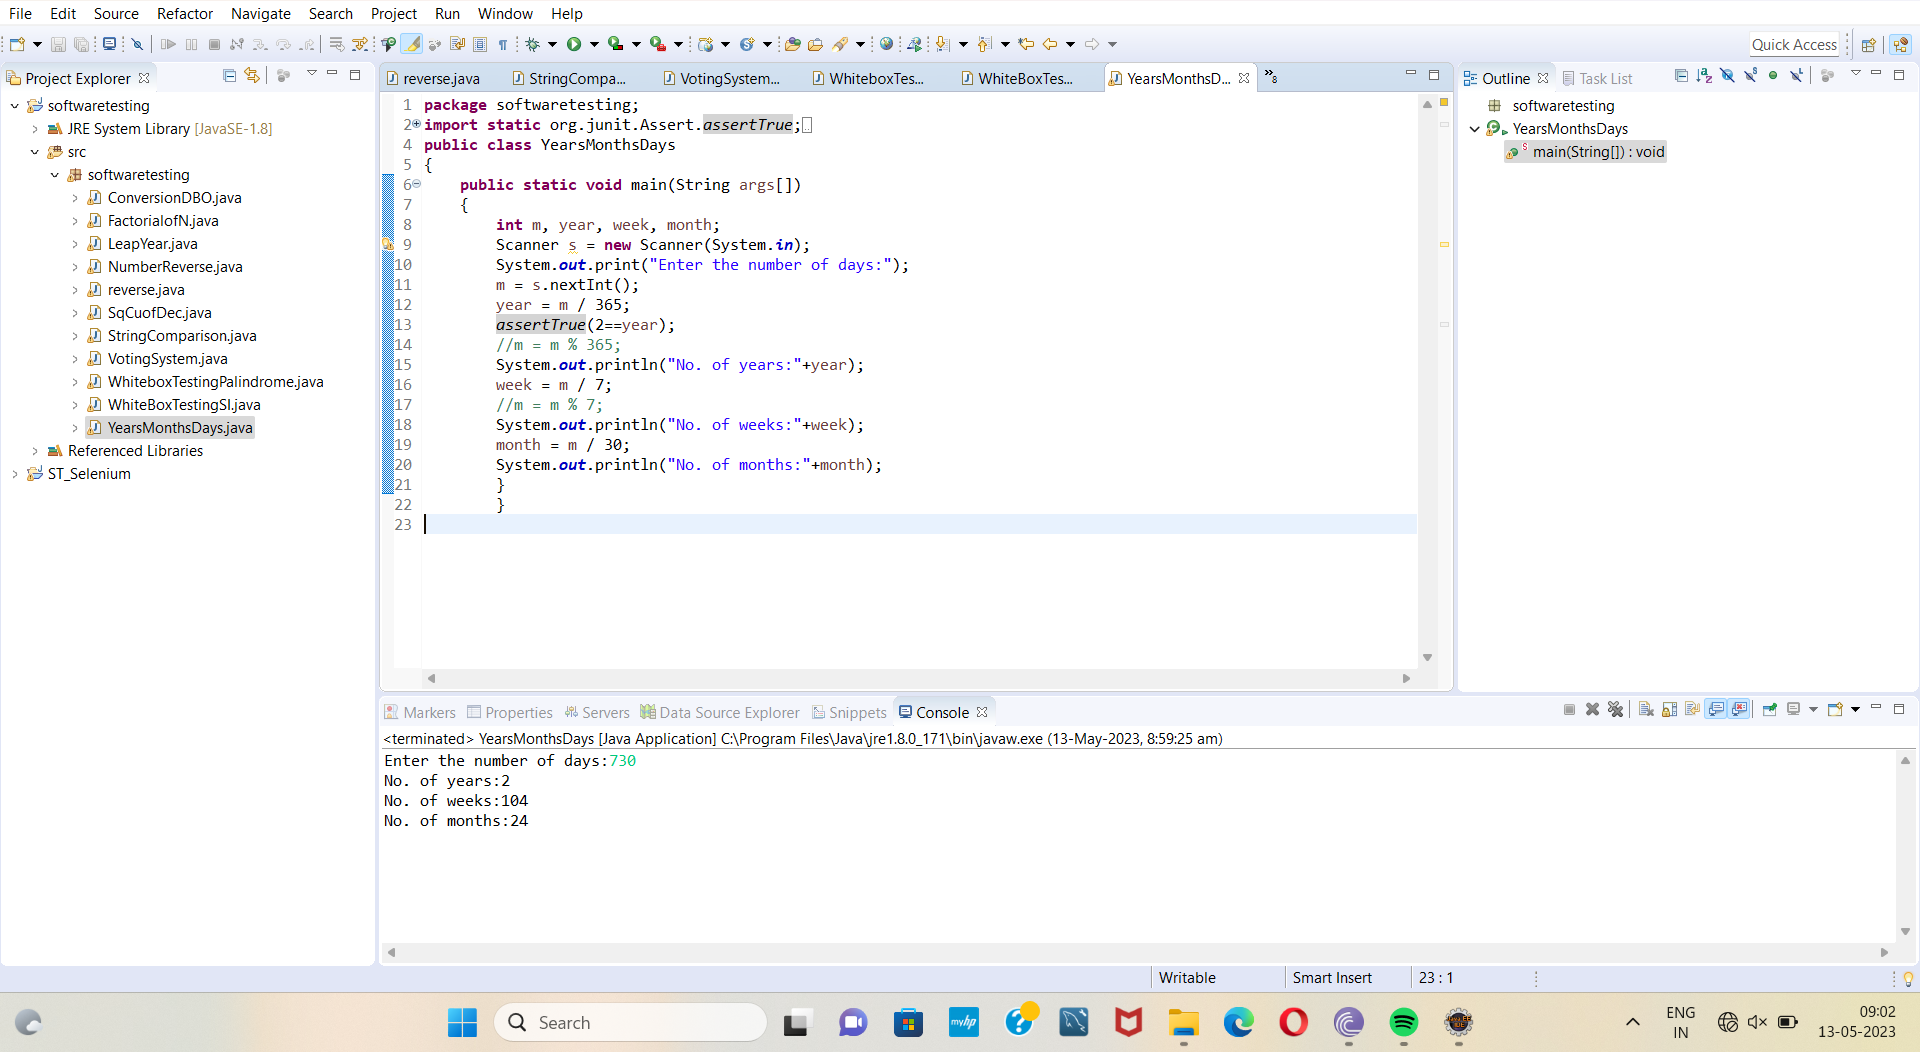 File Edit Source Refactor Navigate Search Project Run Window Help
Quick Access
Project Explorer
softwaretesting
JRE System Library [JavaSE-1.8]
src
softwaretesting
ConversionDBO.java
FactorialofN.java
LeapYear.java
NumberReverse.java
reverse.java
SqCuofDec.java
StringComparison.java
VotingSystem.java
WhiteboxTestingPalindrome.java
WhiteBoxTestingSI.java
YearsMonthsDays.java
Referenced Libraries
ST_Selenium
reverse.java StringCompa... VotingSystem... WhiteboxTes... WhiteBoxTes... YearsMonthsD... »8
1 package softwaretesting;
2 import static org.junit.Assert.assertTrue;
4 public class YearsMonthsDays
5 {
6 public static void main(String args[])
7 {
8 int m, year, week, month;
9 Scanner s = new Scanner(System.in);
10 System.out.print("Enter the number of days:");
11 m = s.nextInt();
12 year = m / 365;
13 assertTrue(2==year);
14 //m = m % 365;
15 System.out.println("No. of years:"+year);
16 week = m / 7;
17 //m = m % 7;
18 System.out.println("No. of weeks:"+week);
19 month = m / 30;
20 System.out.println("No. of months:"+month);
21 }
22 }
23
Outline Task List
softwaretesting
YearsMonthsDays
main(String[]) : void
Markers Properties Servers Data Source Explorer Snippets Console
<terminated> YearsMonthsDays [Java Application] C:\Program Files\Java\jre1.8.0_171\bin\javaw.exe (13-May-2023, 8:59:25 am)
Enter the number of days:730
No. of years:2
No. of weeks:104
No. of months:24
Writable Smart Insert 23 : 1
Search
myhp
ENG
IN
09:02
13-05-2023